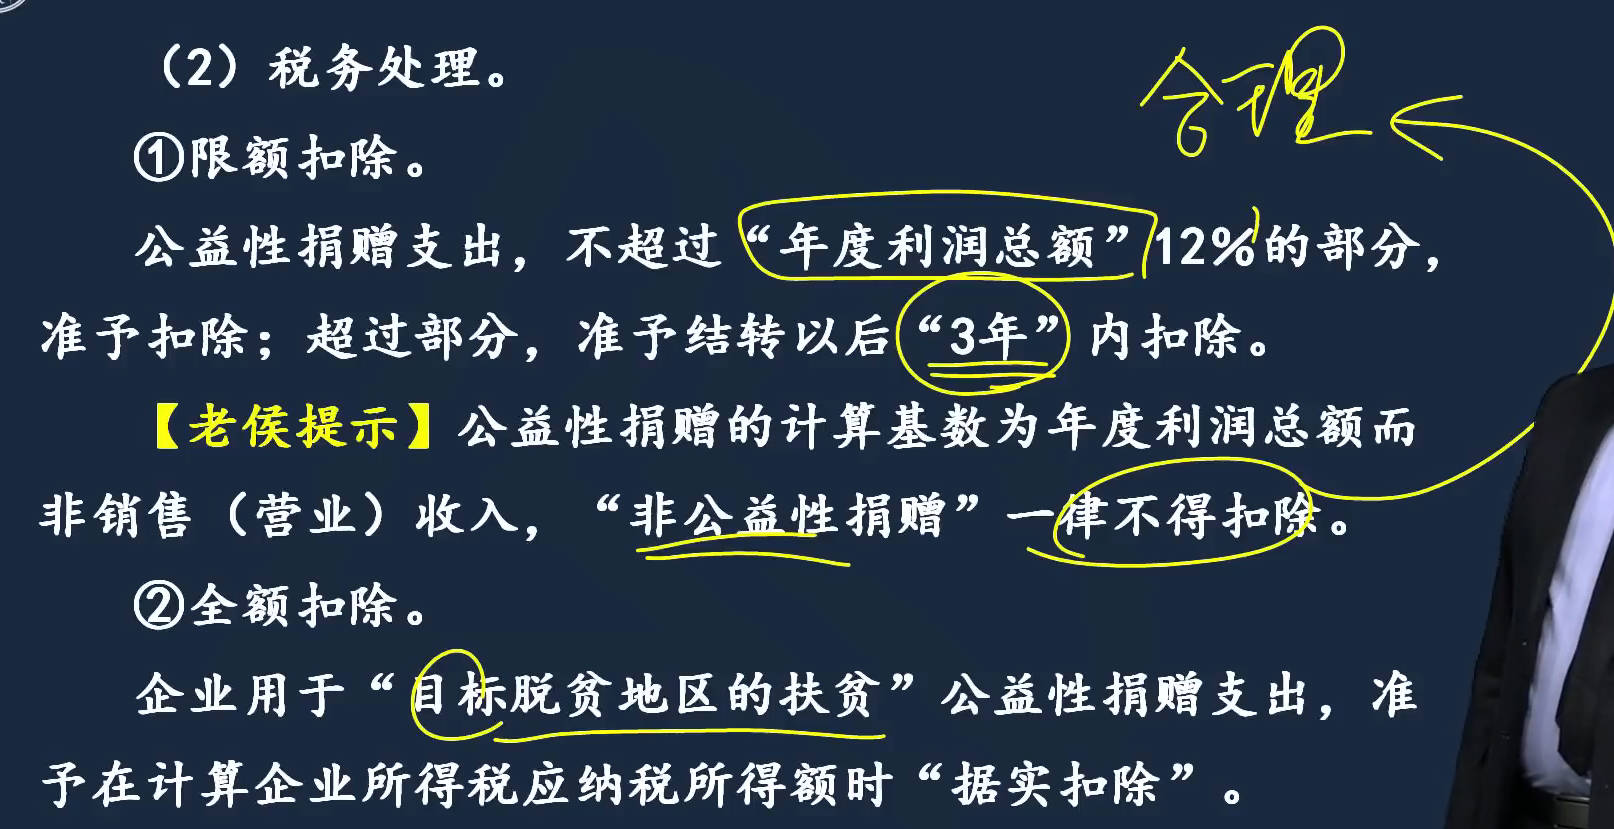 （2）税务处理。
合理
①限额扣除。
公益性捐赠支出，不超过“年度利润总额”12%的部分，
准予扣除；超过部分，准予结转以后“3年”内扣除。
【老侯提示】公益性捐赠的计算基数为年度利润总额而
非销售（营业）收入，“非公益性捐赠”一律不得扣除。
②全额扣除。
企业用于“目标脱贫地区的扶贫”公益性捐赠支出，准
予在计算企业所得税应纳税所得额时“据实扣除”。